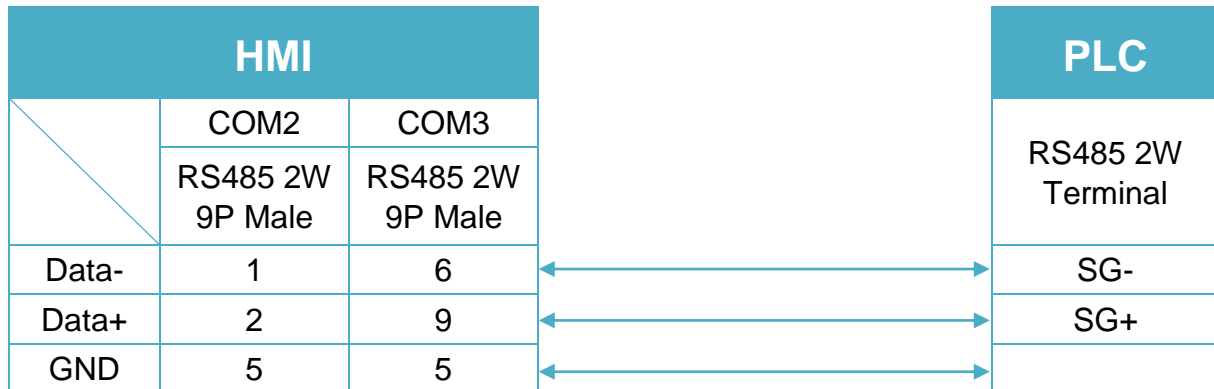 HMI PLC
COM2 COM3
RS485 2W Terminal
RS485 2W 9P Male RS485 2W 9P Male
Data- 1 6 SG-
Data+ 2 9 SG+
GND 5 5